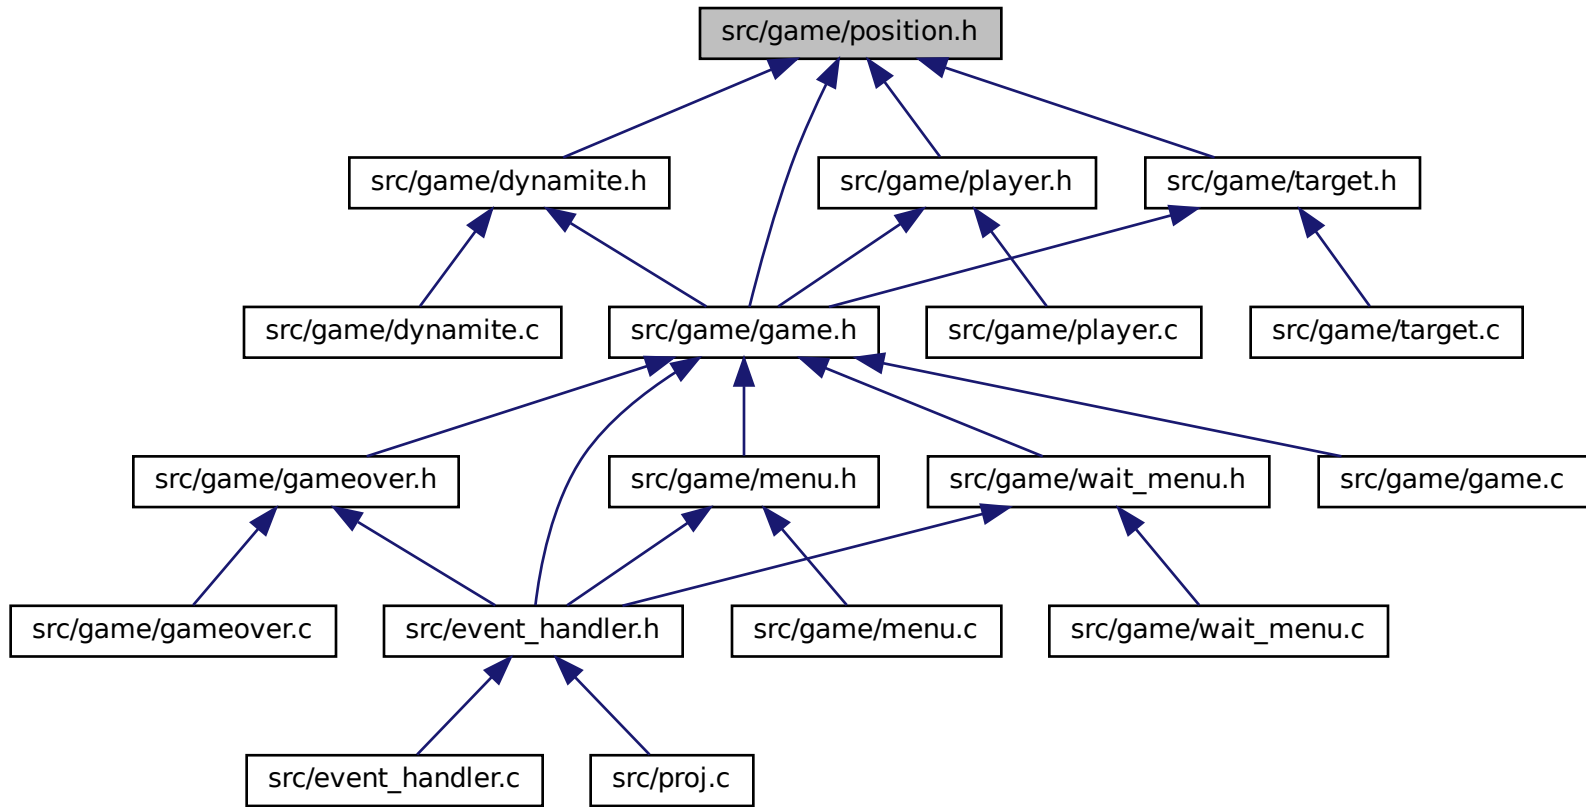 src/game/position.h
src/game/dynamite.h
src/game/player.h
src/game/target.h
src/game/dynamite.c
src/game/game.h
src/game/player.c
src/game/target.c
src/game/gameover.h
src/game/menu.h
src/game/wait_menu.h
src/game/game.c
src/game/gameover.c
src/event_handler.h
src/game/menu.c
src/game/wait_menu.c
src/event_handler.c
src/proj.c